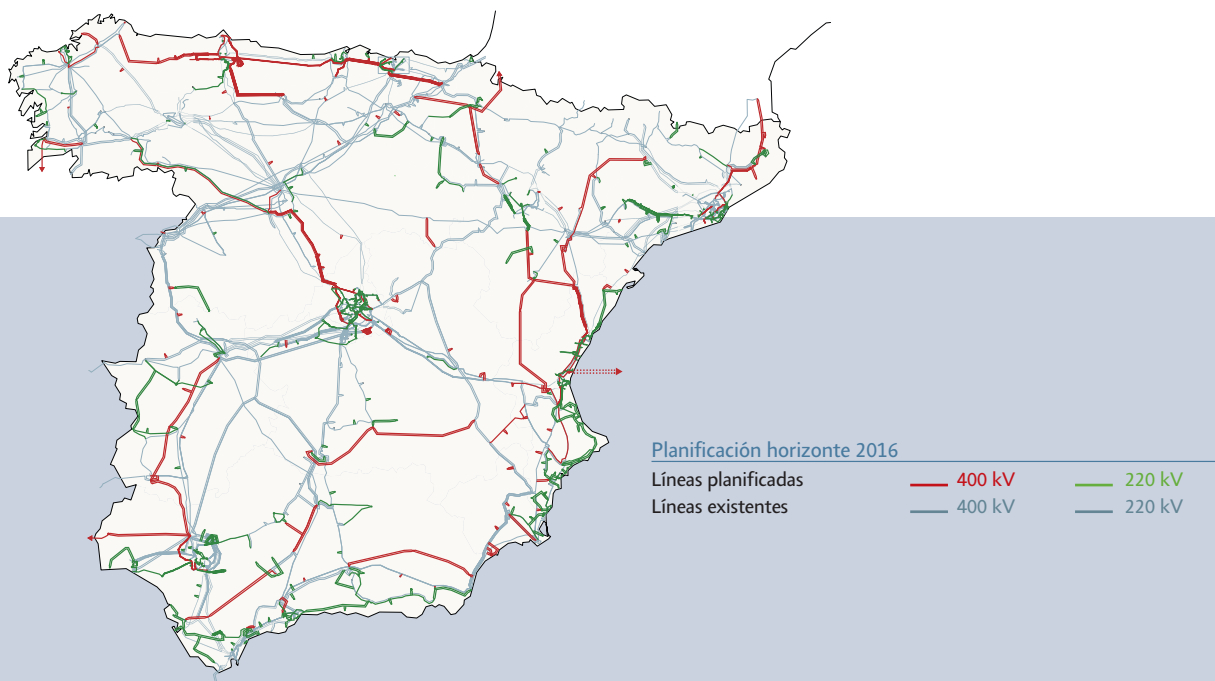 Planificación horizonte 2016
Líneas planificadas 400 kV 220 kV
Líneas existentes 400 kV 220 kV